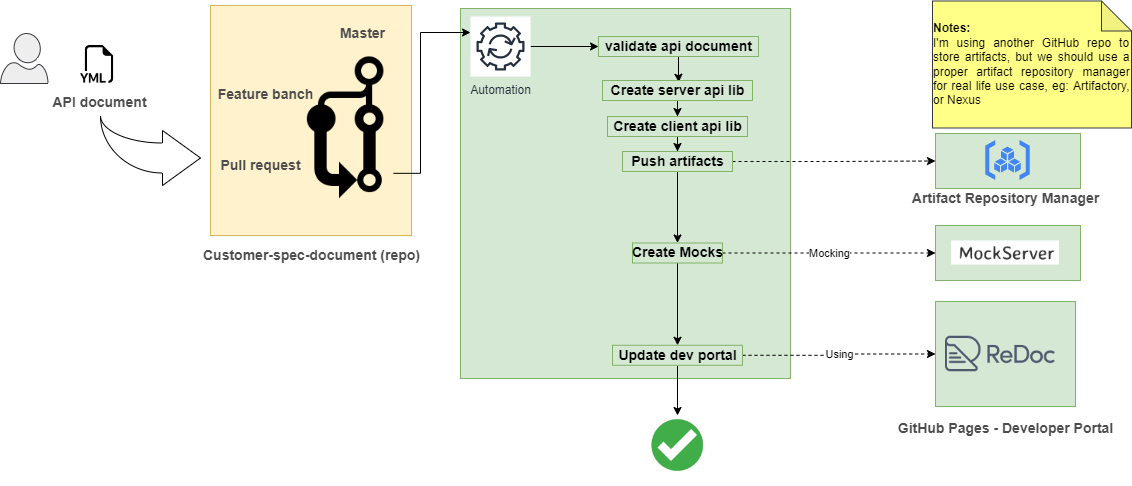 YML
API document
Master
Feature banch
Pull request
Customer-spec-document (repo)
Automation
validate api document
Create server api lib
Create client api lib
Push artifacts
Create Mocks
Update dev portal
Notes:
I'm using another GitHub repo to
store artifacts, but we should use a
proper artifact repository manager
for real life use case, eg: Artifactory,
or Nexus
Artifact Repository Manager
Mocking
MockServer
Using
ReDoc
GitHub Pages - Developer Portal